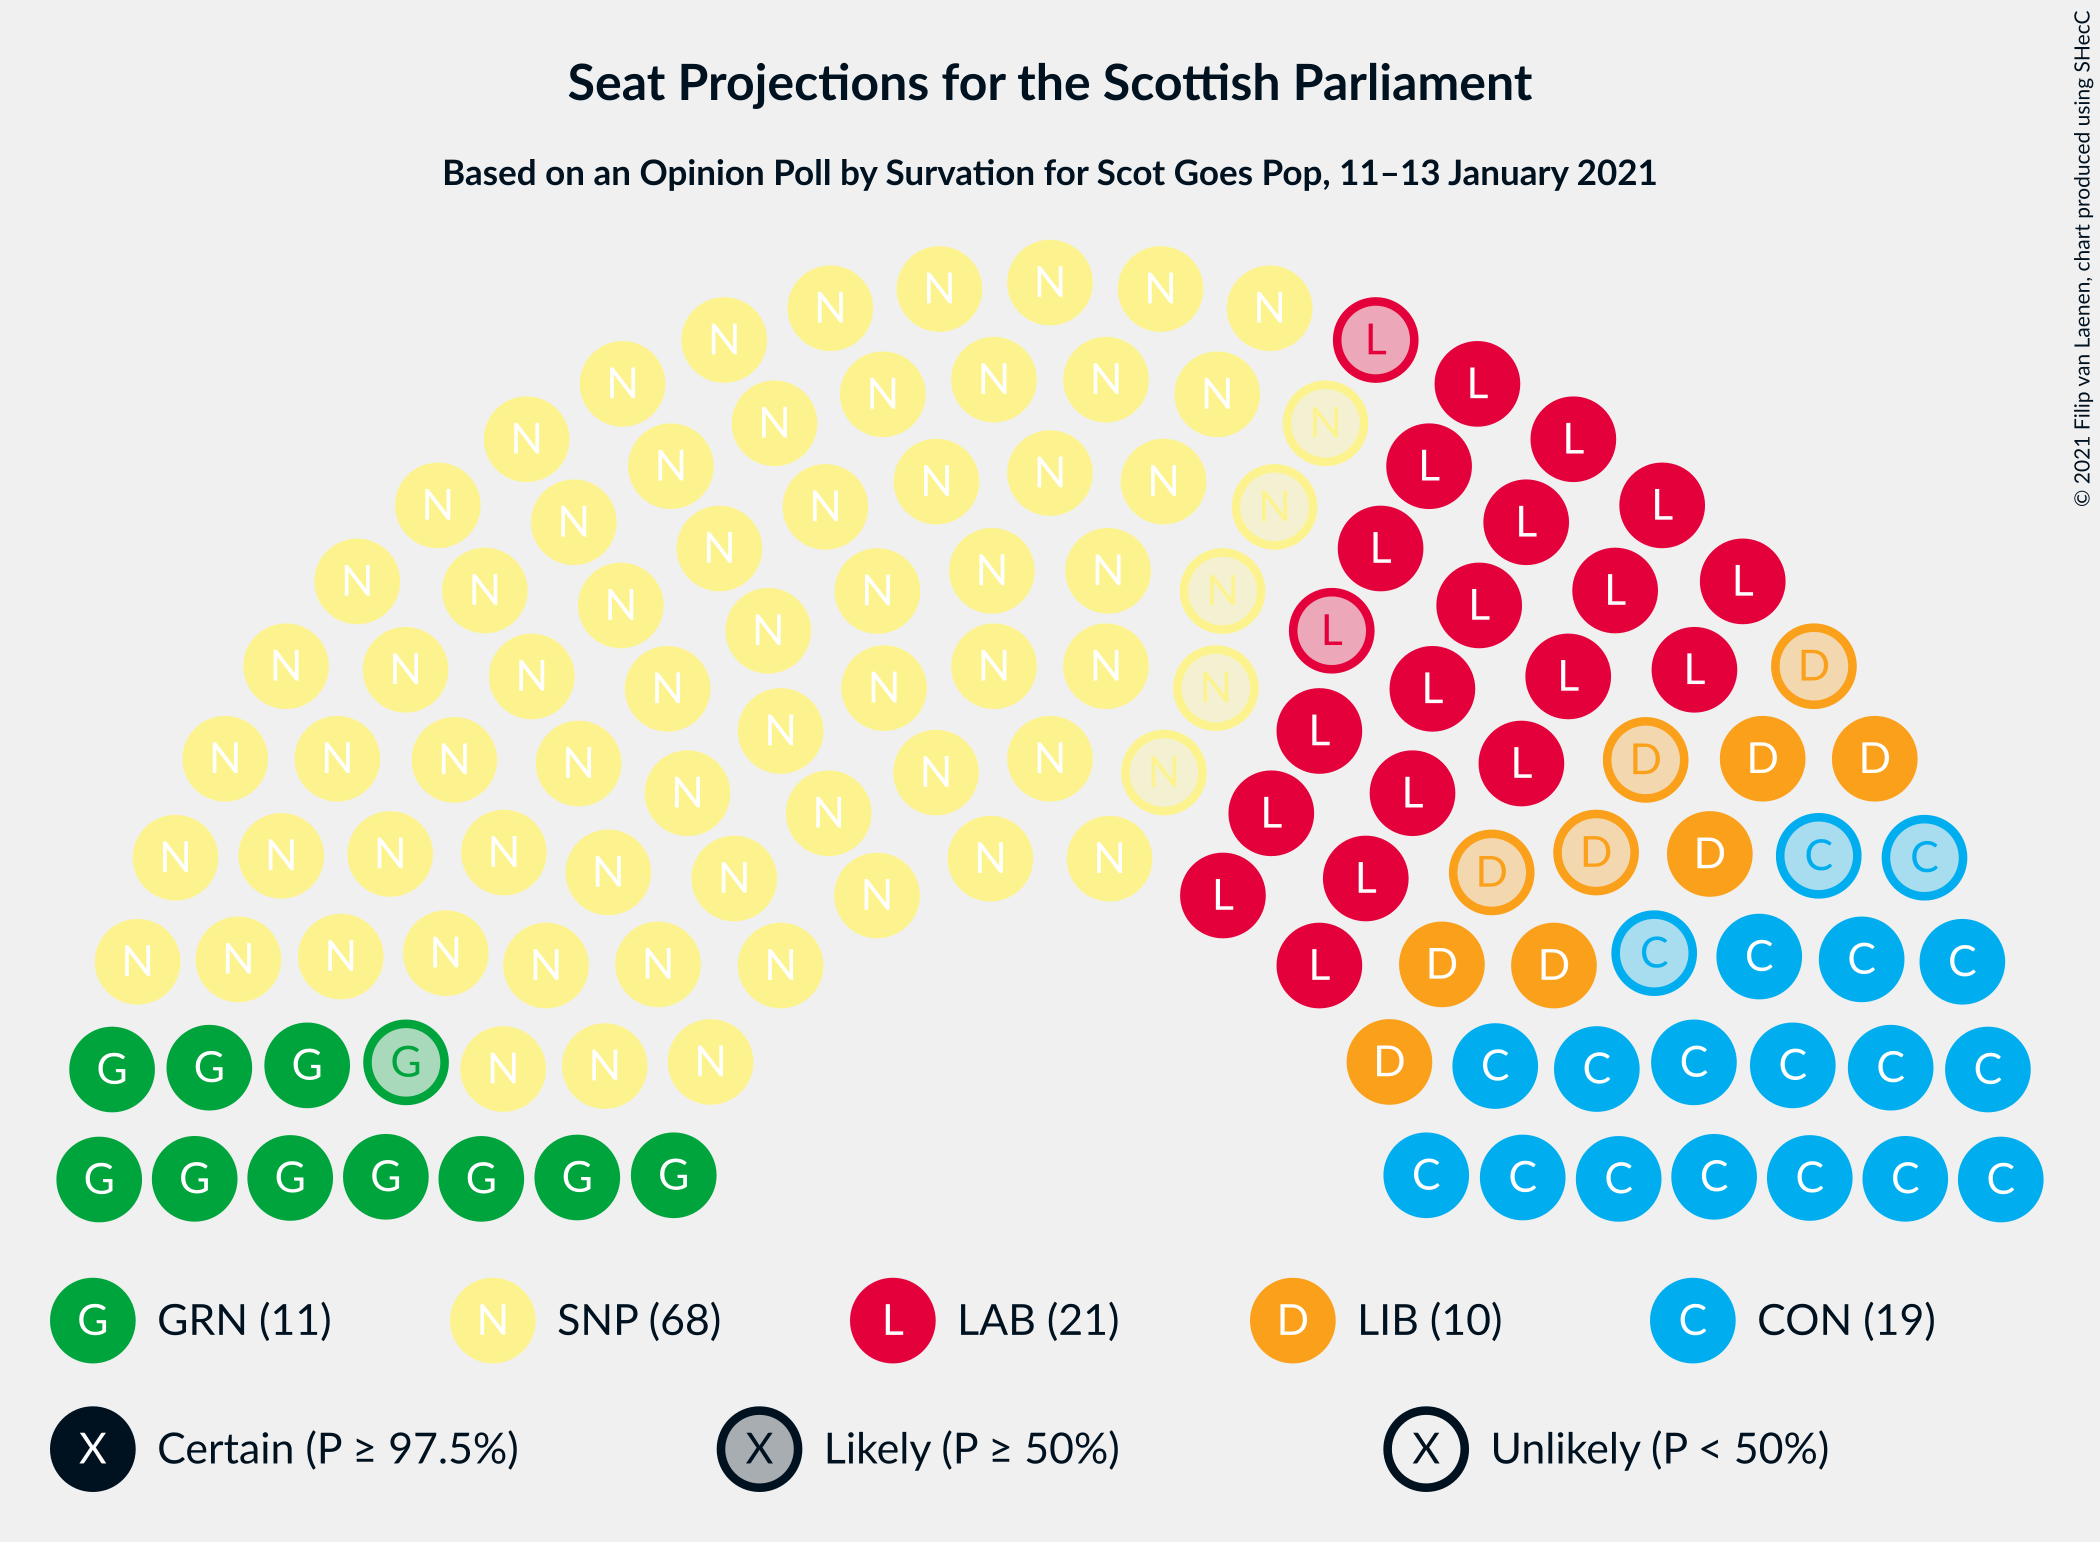 Seat Projections for the Scottish Parliament
Based on an Opinion Poll by Survation for Scot Goes Pop, 11–13 January 2021
© 2021 Filip van Laenen, chart produced using SHecC
N N N N N
N N L
N L
N N N N
N N N
N L
N N N N
N N L
N N L
N N L
N N L
N N N L
N N N L
N N L
N N L
N N N N L
N N N N L D
N N N L
N N N N N N L L D D D
N N N L L
N N N N N N N N N L L D D D C C
N N L
N N N N N N N L D D C C C C
G G G G N N N D C C C C C C
G G G G G G G C C C C C C C
G GRN (11) N SNP (68) L LAB (21) D LIB (10) C CON (19)
X Certain (P ≥ 97.5%) X Likely (P ≥ 50%) X Unlikely (P < 50%)